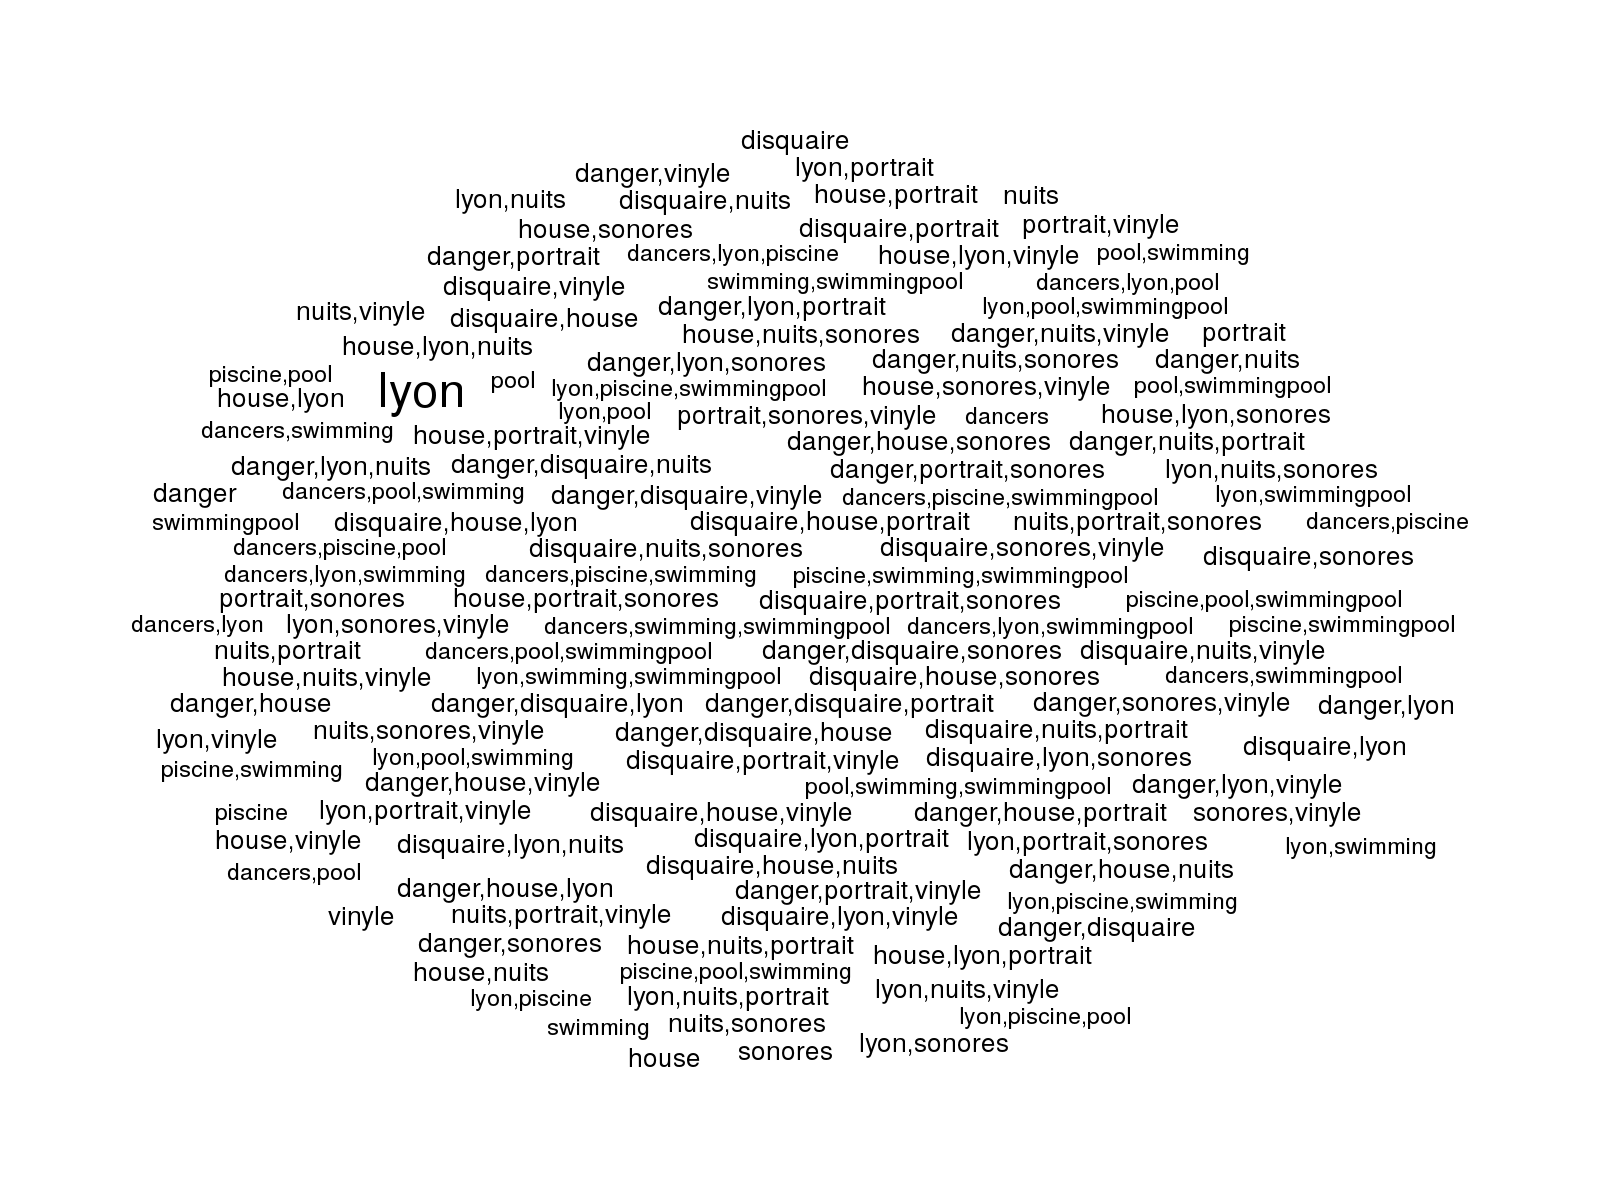 disquaire
danger,vinyle lyon,portrait
lyon,nuits disquaire,nuits house,portrait nuits
house,sonores disquaire,portrait portrait,vinyle
danger,portrait dancers,lyon,piscine house,lyon,vinyle pool,swimming
disquaire,vinyle swimming,swimmingpool dancers,lyon,pool
nuits,vinyle disquaire,house danger,lyon,portrait lyon,pool,swimmingpool
house,nuits,sonores danger,nuits,vinyle portrait
house,lyon,nuits danger,lyon,sonores danger,nuits,sonores danger,nuits
piscine,pool lyon pool lyon,piscine,swimmingpool house,sonores,vinyle pool,swimmingpool
house,lyon lyon,pool portrait,sonores,vinyle dancers house,lyon,sonores
dancers,swimming house,portrait,vinyle danger,house,sonores danger,nuits,portrait
danger,lyon,nuits danger,disquaire,nuits danger,portrait,sonores lyon,nuits,sonores
danger dancers,pool,swimming danger,disquaire,vinyle dancers,piscine,swimmingpool lyon,swimmingpool
swimmingpool disquaire,house,lyon disquaire,house,portrait nuits,portrait,sonores dancers,piscine
dancers,piscine,pool disquaire,nuits,sonores disquaire,sonores,vinyle disquaire,sonores
dancers,lyon,swimming dancers,piscine,swimming piscine,swimming,swimmingpool
portrait,sonores house,portrait,sonores disquaire,portrait,sonores piscine,pool,swimmingpool
dancers,lyon lyon,sonores,vinyle dancers,swimming,swimmingpool dancers,lyon,swimmingpool piscine,swimmingpool
nuits,portrait dancers,pool,swimmingpool danger,disquaire,sonores disquaire,nuits,vinyle
house,nuits,vinyle lyon,swimming,swimmingpool disquaire,house,sonores dancers,swimmingpool
danger,house danger,disquaire,lyon danger,disquaire,portrait danger,sonores,vinyle danger,lyon
lyon,vinyle nuits,sonores,vinyle danger,disquaire,house disquaire,nuits,portrait disquaire,lyon
piscine,swimming lyon,pool,swimming disquaire,portrait,vinyle disquaire,lyon,sonores
danger,house,vinyle pool,swimming,swimmingpool danger,lyon,vinyle
piscine lyon,portrait,vinyle disquaire,house,vinyle danger,house,portrait sonores,vinyle
house,vinyle disquaire,lyon,nuits disquaire,lyon,portrait lyon,portrait,sonores lyon,swimming
dancers,pool disquaire,house,nuits danger,house,nuits
danger,house,lyon danger,portrait,vinyle lyon,piscine,swimming
vinyle nuits,portrait,vinyle disquaire,lyon,vinyle danger,disquaire
danger,sonores house,nuits,portrait house,lyon,portrait
house,nuits piscine,pool,swimming
lyon,piscine lyon,nuits,portrait lyon,nuits,vinyle
swimming nuits,sonores lyon,piscine,pool
house sonores lyon,sonores